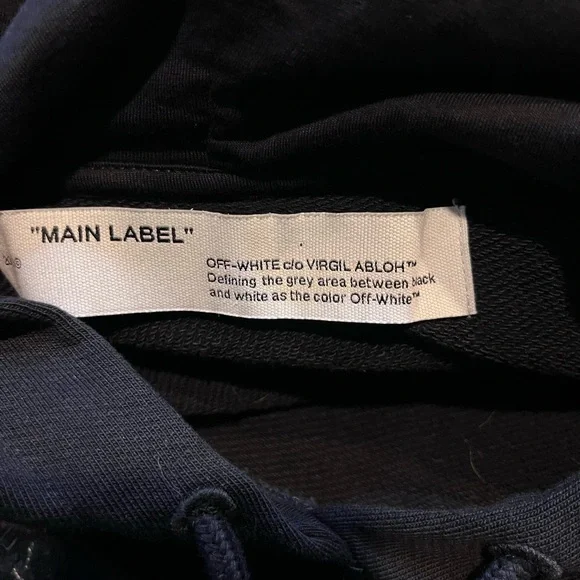 "MAIN LABEL"
OFF-WHITE c/o VIRGIL ABLOH™
Defining the grey area between black
and white as the color Off-White™